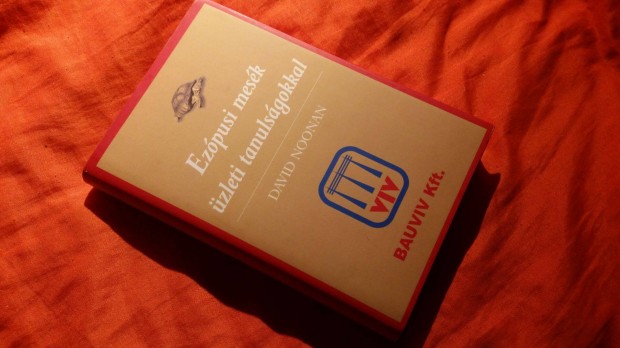 Ezópusi mesék
üzleti tanulságokkal
DAVID NOONAN
VIV
BAUVIV Kft.